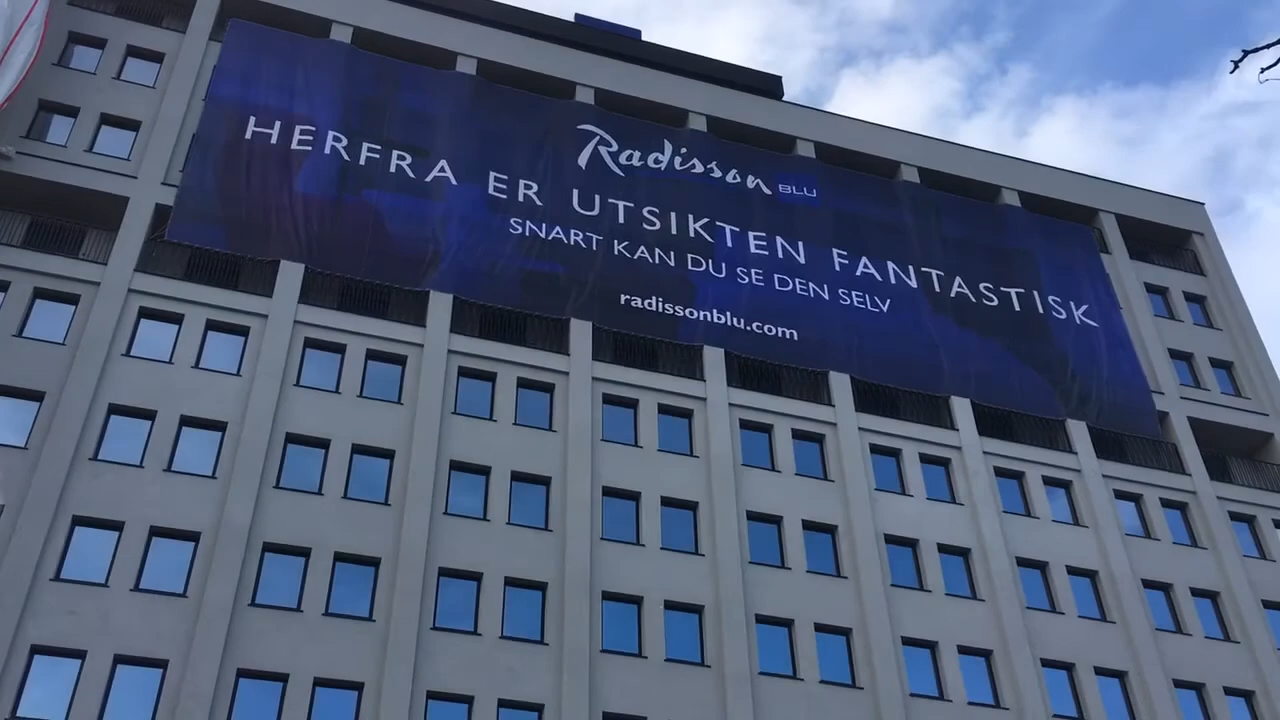 Radisson BLU
HERFRA ER UTSIKTEN FANTASTISK
SNART KAN DU SE DEN SELV
radissonblu.com